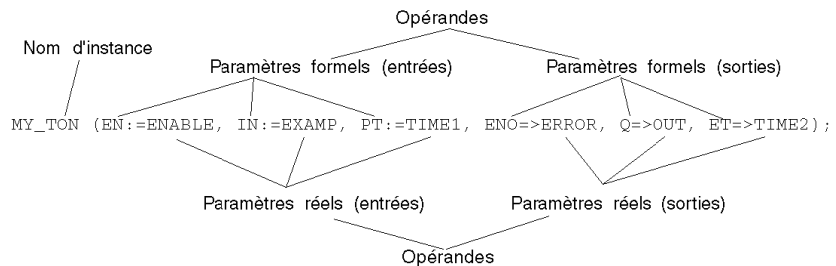 Opérandes
Nom d'instance
Paramètres formels (entrées)
Paramètres formels (sorties)
MY_TON (EN:=ENABLE, IN:=EXAMP, PT:=TIME1, ENO=>ERROR, Q=>OUT, ET=>TIME2);
Paramètres réels (entrées)
Paramètres réels (sorties)
Opérandes